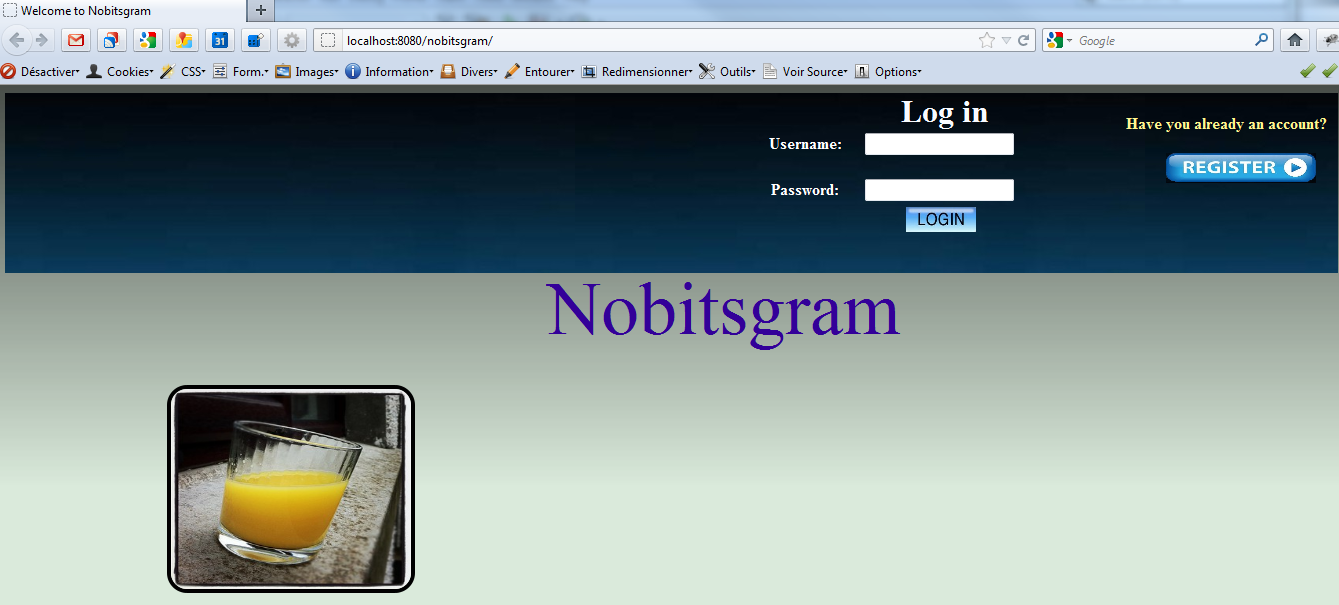 Welcome to Nobitsgram
31
localhost:8080/nobitsgram/
Google
Désactiver Cookies CSS Form. Images Information Divers Entourer Redimensionner Outils Voir Source Options
Log in
Have you already an account?
Username:
REGISTER
Password:
LOGIN
Nobitsgram